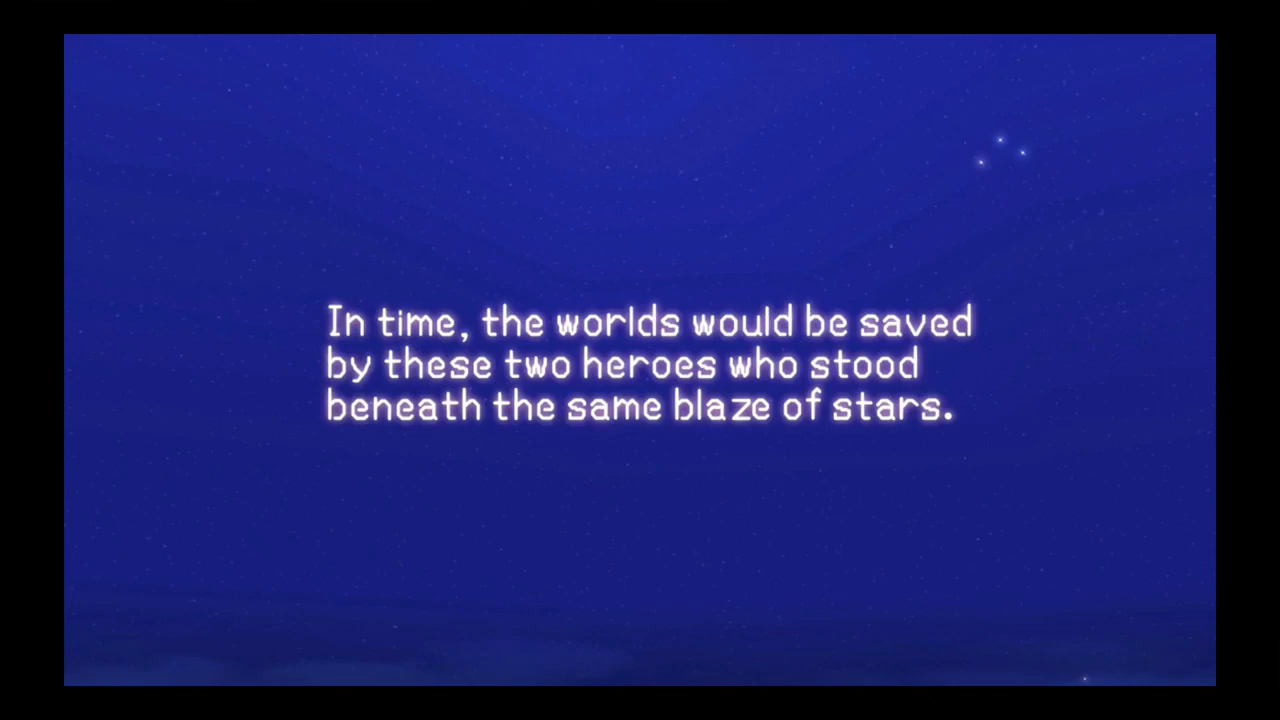 In time, the worlds would be saved
by these two heroes who stood
beneath the same blaze of stars.